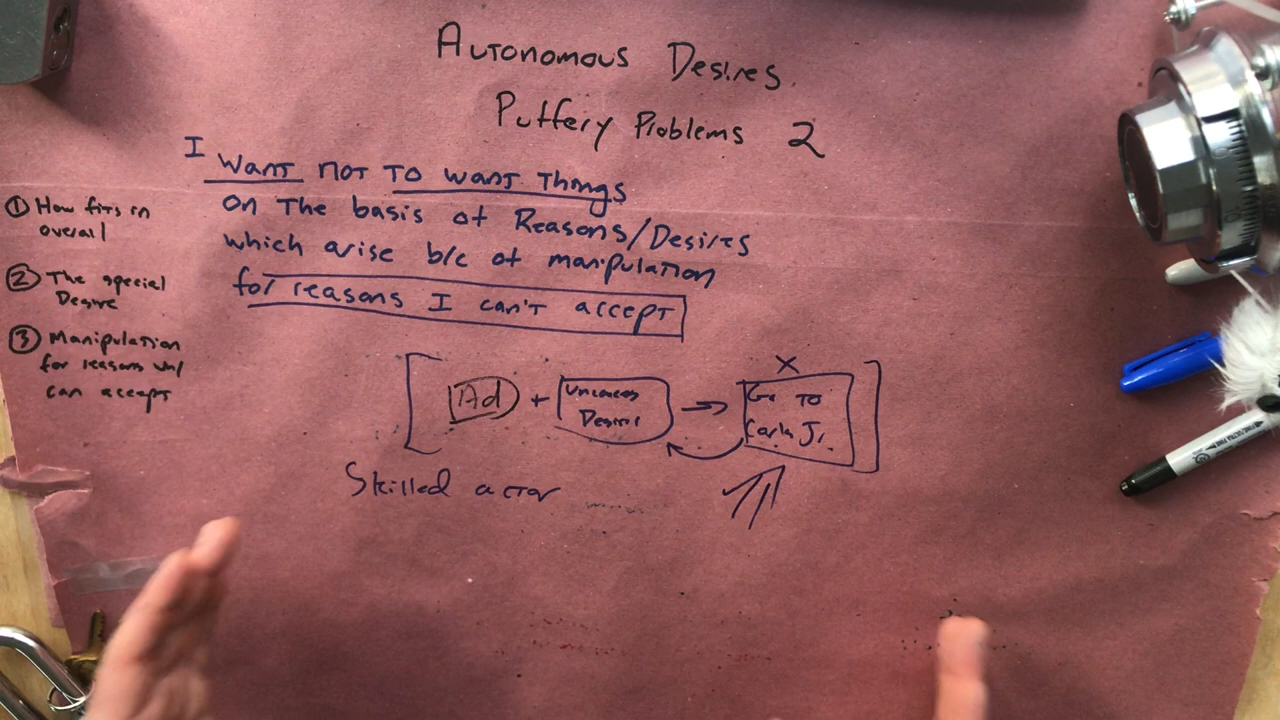 Autonomous Desires
Puffery Problems 2
I want not to want things
on the basis of Reasons/Desires
which arise b/c of manipulation
for reasons I can't accept
① How fits in
overall
② The special
Desire
③ Manipulation
for reasons
can accept
[ Ad + Desire → X
Go To
Carls Jr. ]
Skilled actor